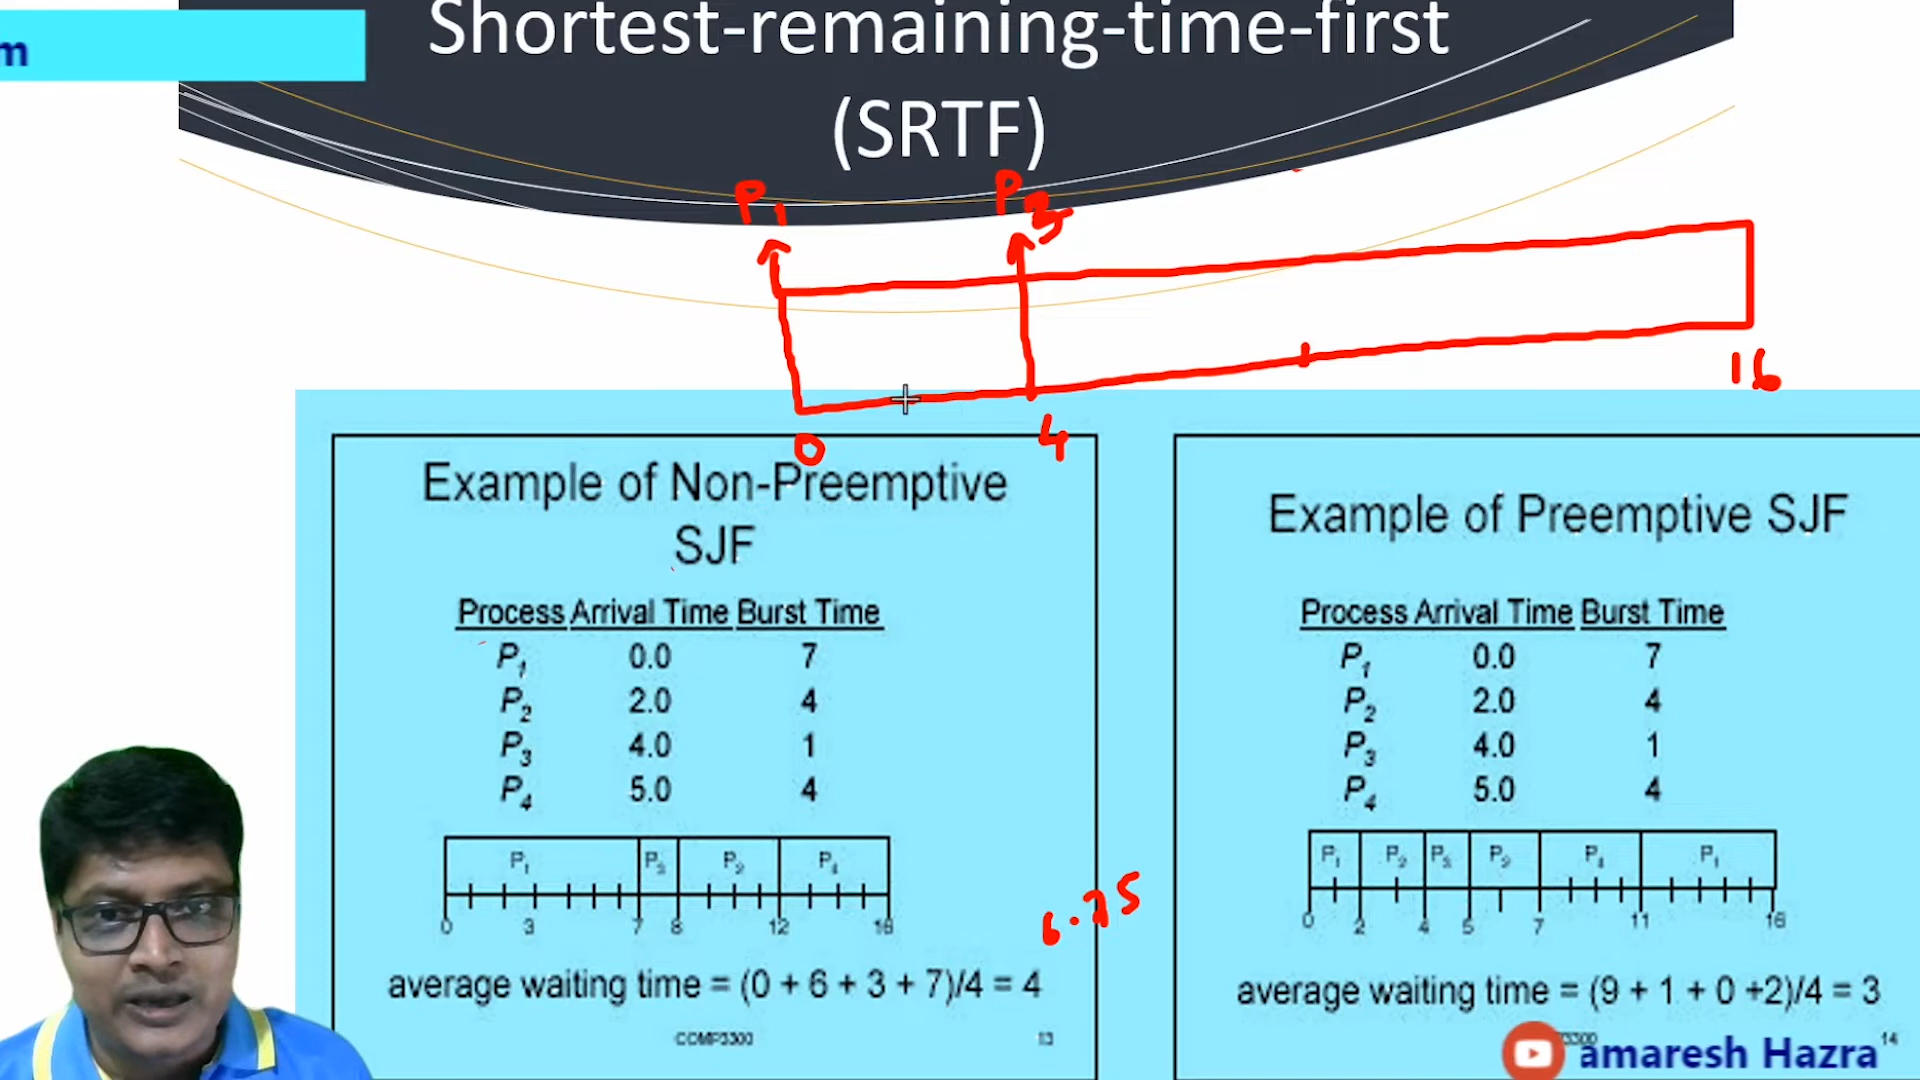 Shortest-remaining-time-first
(SRTF)
m
P1
P3
0
4
16
Example of Non-Preemptive
SJF
Process Arrival Time Burst Time
P1 0.0 7
P2 2.0 4
P3 4.0 1
P4 5.0 4
P1 P3 P2 P4
0 3 7 8 12 16
average waiting time = (0 + 6 + 3 + 7)/4 = 4
COMP3300 13
6.75
Example of Preemptive SJF
Process Arrival Time Burst Time
P1 0.0 7
P2 2.0 4
P3 4.0 1
P4 5.0 4
P1 P2 P3 P2 P4 P1
0 2 4 5 7 11 16
average waiting time = (9 + 1 + 0 +2)/4 = 3
3300 14
amaresh Hazra